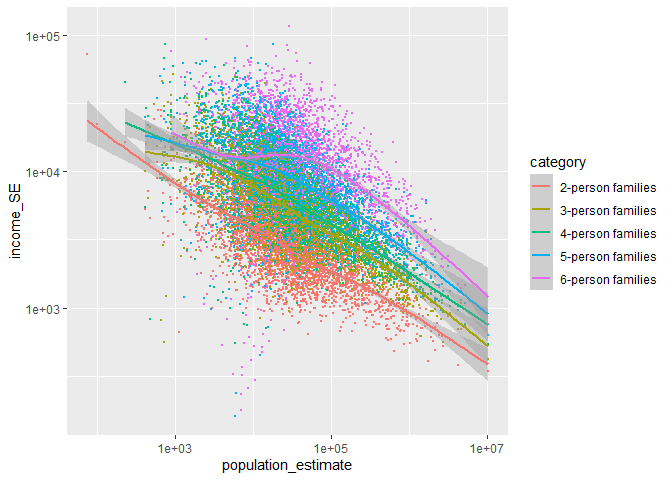 1e+05
1e+04
1e+03
income_SE
1e+03
1e+05
1e+07
population_estimate
category
2-person families
3-person families
4-person families
5-person families
6-person families